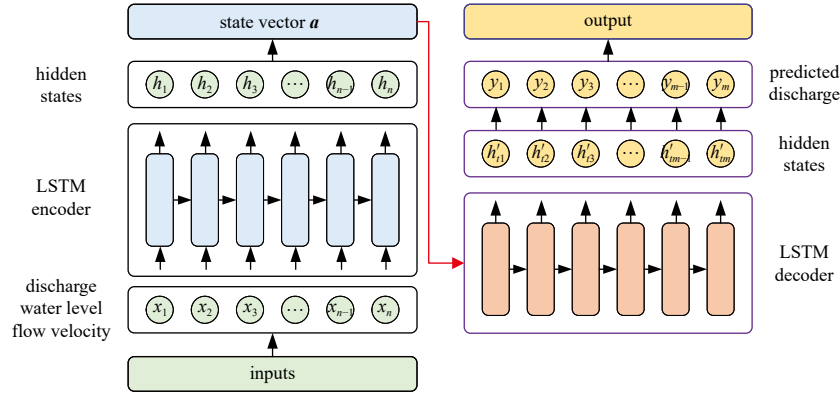 state vector a
hidden
states
h₁ h₂ h₃ ⋯ hₙ₋₁ hₙ
LSTM
encoder
discharge
water level
flow velocity
x₁ x₂ x₃ ⋯ xₙ₋₁ xₙ
inputs
output
y₁ y₂ y₃ ⋯ yₘ₋₁ yₘ
predicted
discharge
h′ₜ₁ h′ₜ₂ h′ₜ₃ ⋯ h′ₜₘ₋₁ h′ₜₘ
hidden
states
LSTM
decoder